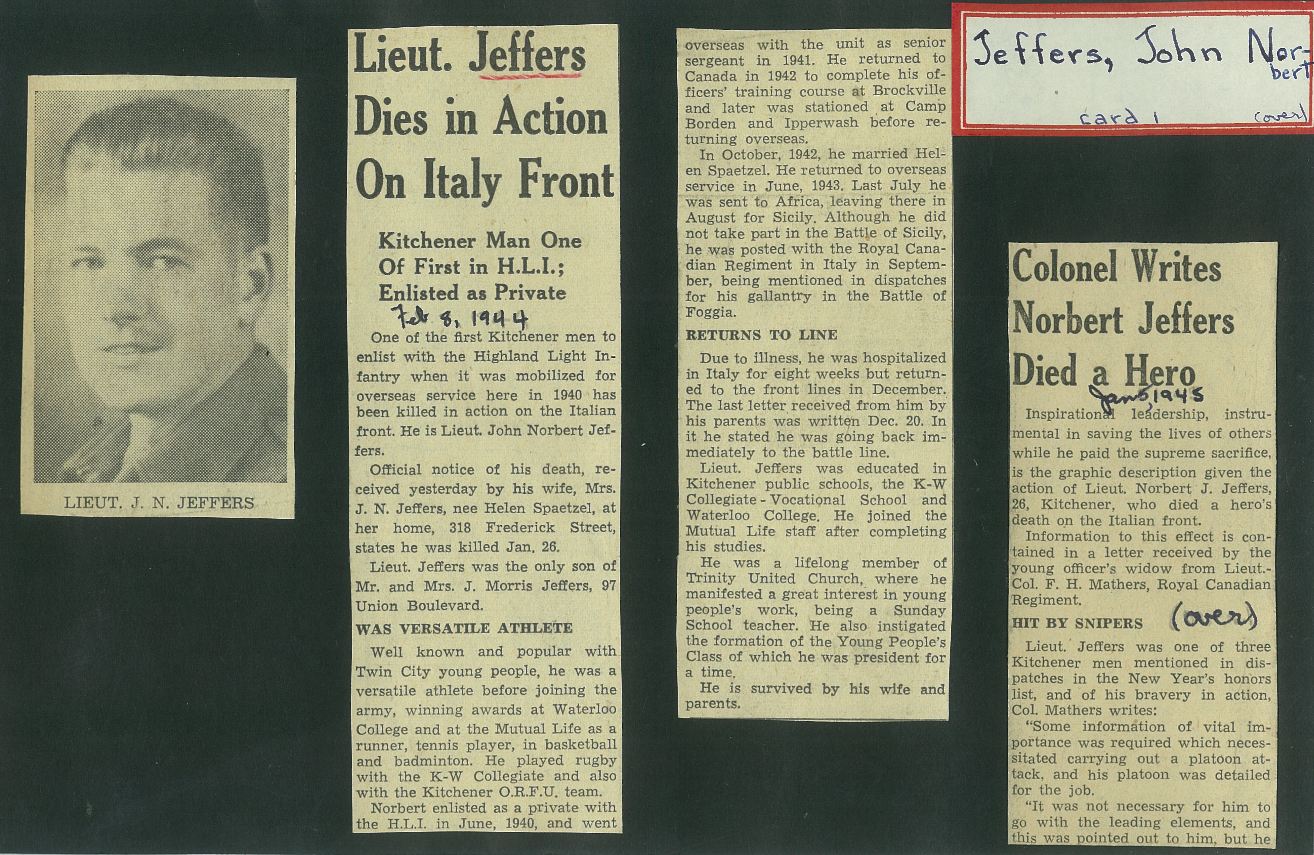 LIEUT. J. N. JEFFERS
Lieut. Jeffers
Dies in Action
On Italy Front
Kitchener Man One
Of First in H.L.I.;
Enlisted as Private
Feb 8, 1944
One of the first Kitchener men to
enlist with the Highland Light In-
fantry when it was mobilized for
overseas service here in 1940 has
been killed in action on the Italian
front. He is Lieut. John Norbert Jef-
fers.
Official notice of his death, re-
ceived yesterday by his wife, Mrs.
J. N. Jeffers, nee Helen Spaetzel, at
her home, 318 Frederick Street,
states he was killed Jan. 26.
Lieut. Jeffers was the only son of
Mr. and Mrs. J. Morris Jeffers, 97
Union Boulevard.
WAS VERSATILE ATHLETE
Well known and popular with
Twin City young people, he was a
versatile athlete before joining the
army, winning awards at Waterloo
College and at the Mutual Life as a
runner, tennis player, in basketball
and badminton. He played rugby
with the K-W Collegiate and also
with the Kitchener O.R.F.U. team.
Norbert enlisted as a private with
the H.L.I. in June, 1940, and went
overseas with the unit as senior
sergeant in 1941. He returned to
Canada in 1942 to complete his of-
ficers' training course at Brockville
and later was stationed at Camp
Borden and Ipperwash before re-
turning overseas.
In October, 1942, he married Hel-
en Spaetzel. He returned to overseas
service in June, 1943. Last July he
was sent to Africa, leaving there in
August for Sicily. Although he did
not take part in the Battle of Sicily,
he was posted with the Royal Cana-
dian Regiment in Italy in Septem-
ber, being mentioned in dispatches
for his gallantry in the Battle of
Foggia.
RETURNS TO LINE
Due to illness, he was hospitalized
in Italy for eight weeks but return-
ed to the front lines in December.
The last letter received from him by
his parents was written Dec. 20. In
it he stated he was going back im-
mediately to the battle line.
Lieut. Jeffers was educated in
Kitchener public schools, the K-W
Collegiate-Vocational School and
Waterloo College. He joined the
Mutual Life staff after completing
his studies.
He was a lifelong member of
Trinity United Church, where he
manifested a great interest in young
people's work, being a Sunday
School teacher. He also instigated
the formation of the Young People's
Class of which he was president for
a time.
He is survived by his wife and
parents.
Jeffers, John Nor-
bert
card 1 (over)
Colonel Writes
Norbert Jeffers
Died a Hero
Jan 5, 1945
Inspirational leadership, instru-
mental in saving the lives of others
while he paid the supreme sacrifice,
is the graphic description given the
action of Lieut. Norbert J. Jeffers,
26, Kitchener, who died a hero's
death on the Italian front.
Information to this effect is con-
tained in a letter received by the
young officer's widow from Lieut.-
Col. F. H. Mathers, Royal Canadian
Regiment.
HIT BY SNIPERS (over)
Lieut. Jeffers was one of three
Kitchener men mentioned in dis-
patches in the New Year's honors
list, and of his bravery in action,
Col. Mathers writes:
"Some information of vital im-
portance was required which neces-
sitated carrying out a platoon at-
tack, and his platoon was detailed
for the job.
"It was not necessary for him to
go with the leading elements, and
this was pointed out to him, but he